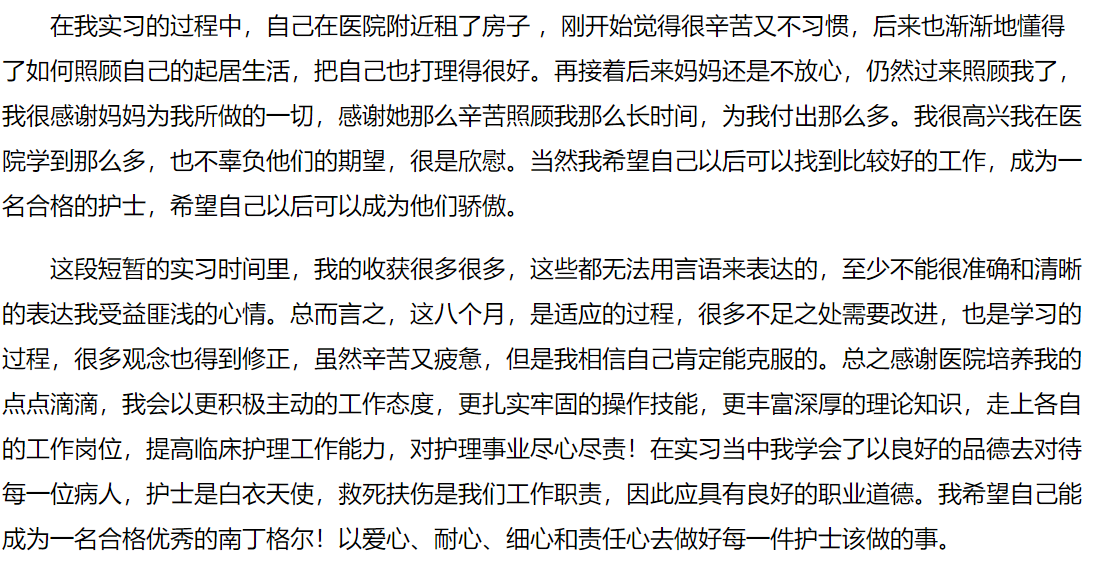 在我实习的过程中，自己在医院附近租了房子 ，刚开始觉得很辛苦又不习惯，后来也渐渐地懂得
了如何照顾自己的起居生活，把自己也打理得很好。再接着后来妈妈还是不放心，仍然过来照顾我了，
我很感谢妈妈为我所做的一切，感谢她那么辛苦照顾我那么长时间，为我付出那么多。我很高兴我在医
院学到那么多，也不辜负他们的期望，很是欣慰。当然我希望自己以后可以找到比较好的工作，成为一
名合格的护士，希望自己以后可以成为他们骄傲。
这段短暂的实习时间里，我的收获很多很多，这些都无法用言语来表达的，至少不能很准确和清晰
的表达我受益匪浅的心情。总而言之，这八个月，是适应的过程，很多不足之处需要改进，也是学习的
过程，很多观念也得到修正，虽然辛苦又疲惫，但是我相信自己肯定能克服的。总之感谢医院培养我的
点点滴滴，我会以更积极主动的工作态度，更扎实牢固的操作技能，更丰富深厚的理论知识，走上各自
的工作岗位，提高临床护理工作能力，对护理事业尽心尽责！在实习当中我学会了以良好的品德去对待
每一位病人，护士是白衣天使，救死扶伤是我们工作职责，因此应具有良好的职业道德。我希望自己能
成为一名合格优秀的南丁格尔！以爱心、耐心、细心和责任心去做好每一件护士该做的事。